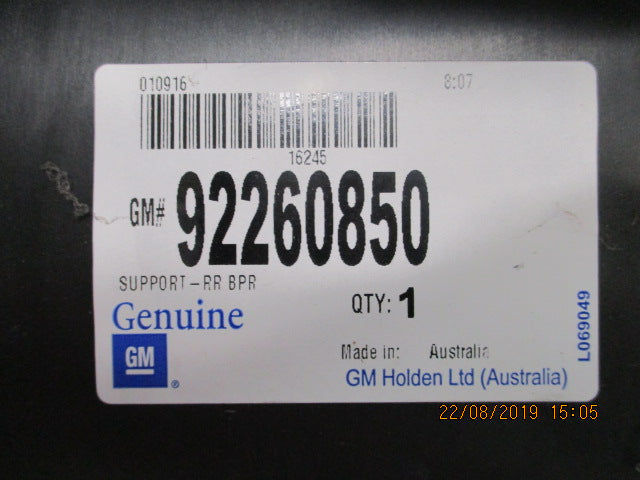 010916 8:07
16245
GM# 92260850
SUPPORT-RR BPR
QTY: 1
Genuine
GM ®
Made in: Australia
GM Holden Ltd (Australia)
L069049
22/08/2019 15:05